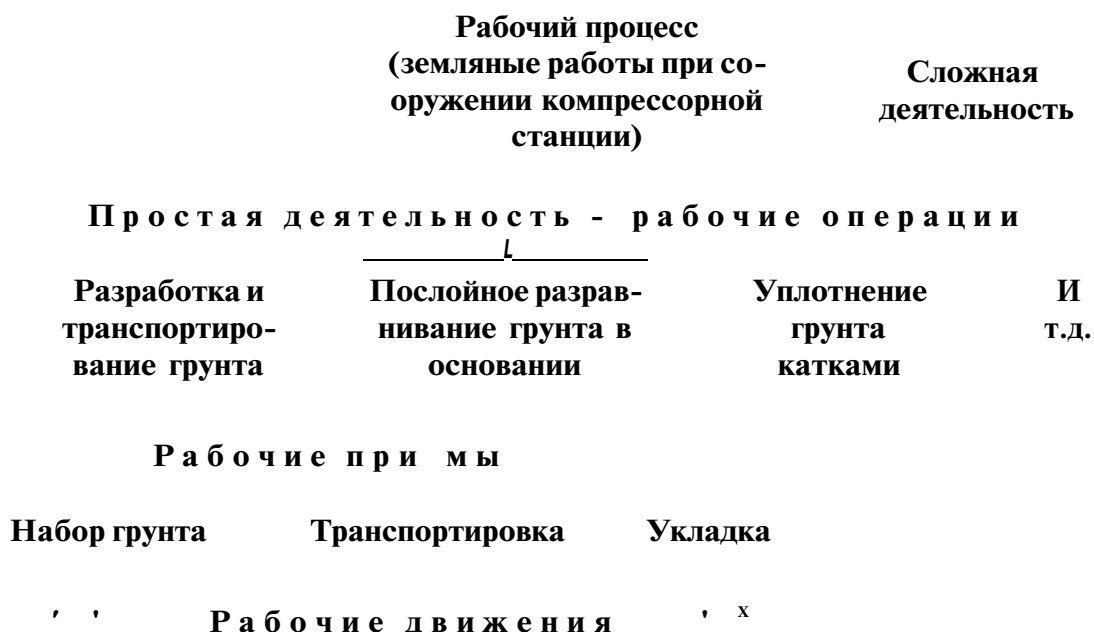 Рабочий процесс
(земляные работы при со-
оружении компрессорной
станции)
Сложная
деятельность
Простая деятельность - рабочие операции
Разработка и
транспортиро-
вание грунта
Послойное разрав-
нивание грунта в
основании
Уплотнение
грунта
катками
И
т.д.
Рабочие при мы
Набор грунта Транспортировка Укладка
Рабочие движения